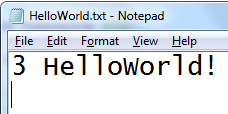 HelloWorld.txt - Notepad
File Edit Format View Help
3 HelloWorld!